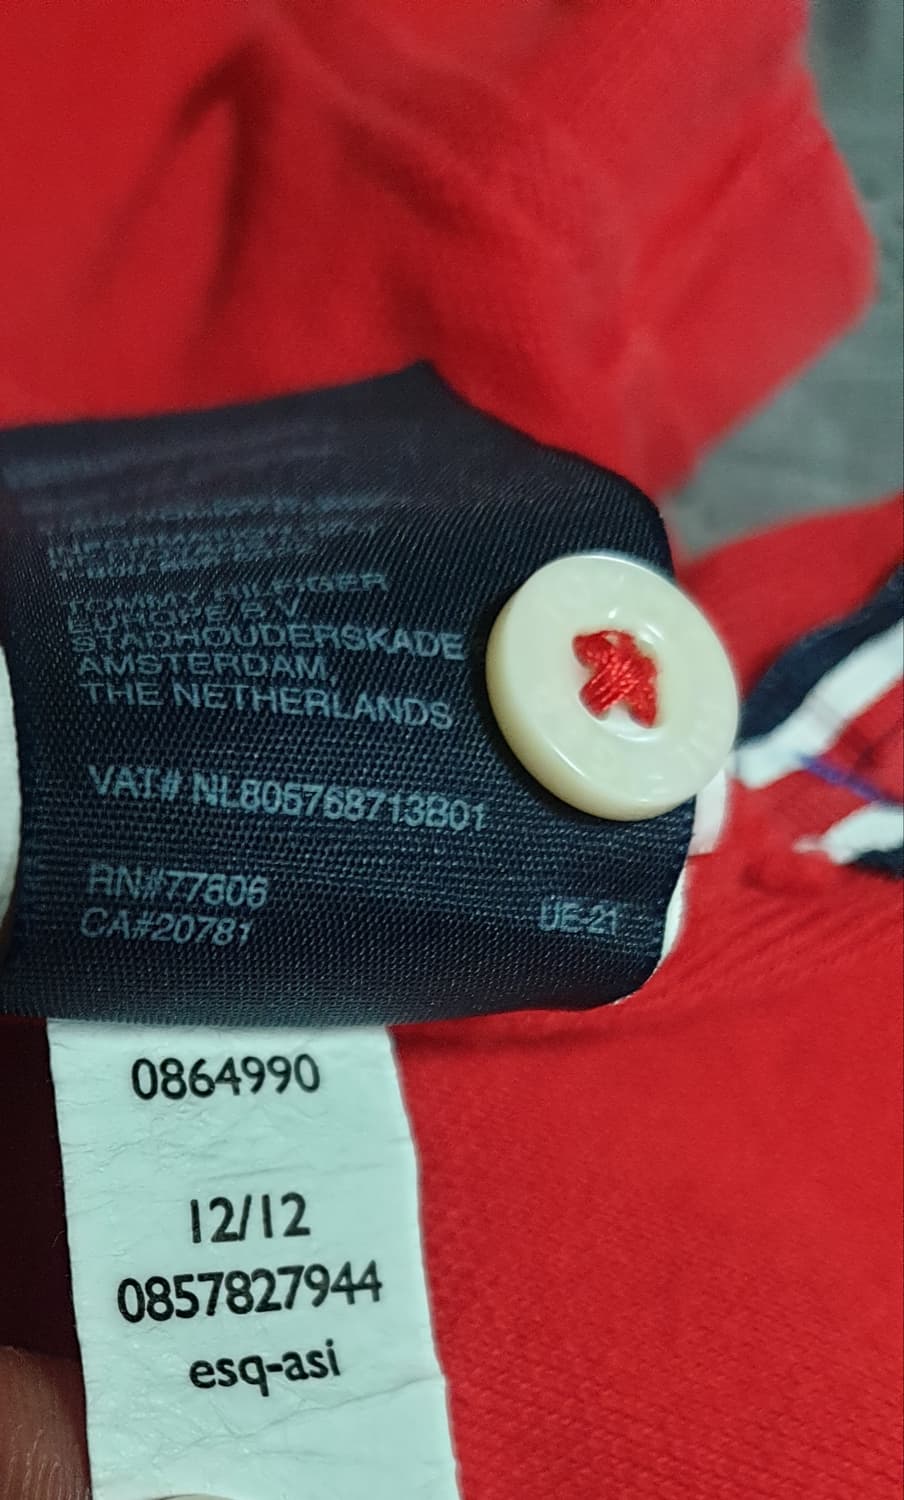 TOMMY HILFIGER
EUROPE B.V
STADHOUDERSKADE
AMSTERDAM,
THE NETHERLANDS
VAT# NL805768713B01
RN#77806
CA#20781
UE-21
0864990
12/12
0857827944
esq-asi